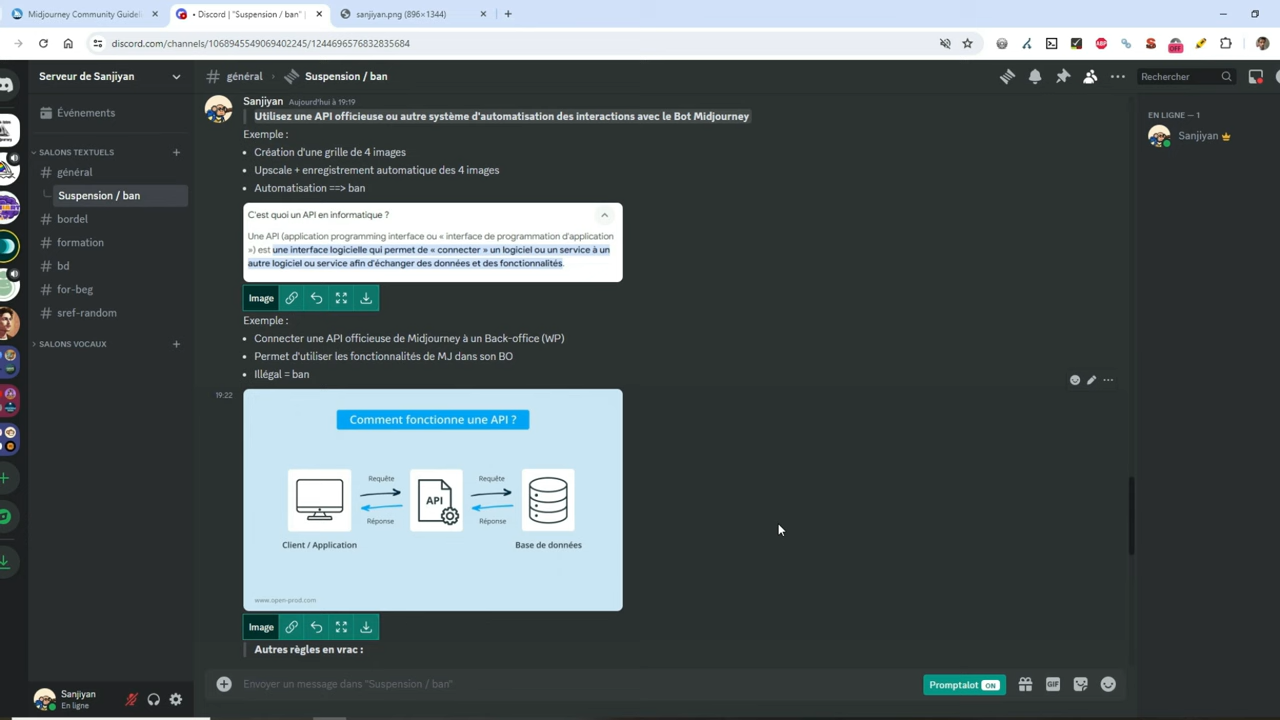 Midjourney Community Guideli
• Discord | "Suspension / ban"
sanjiyan.png (896×1344)
discord.com/channels/1068945549069402245/1244696576832835684
OFF
Serveur de Sanjiyan
# général › Suspension / ban
Rechercher
Événements
SALONS TEXTUELS
# général
Suspension / ban
# bordel
# formation
# bd
# for-beg
# sref-random
SALONS VOCAUX
Sanjiyan Aujourd'hui à 19:19
Utilisez une API officieuse ou autre système d'automatisation des interactions avec le Bot Midjourney
Exemple :
• Création d'une grille de 4 images
• Upscale + enregistrement automatique des 4 images
• Automatisation ==> ban
C'est quoi un API en informatique ?
Une API (application programming interface ou « interface de programmation d'application
») est une interface logicielle qui permet de « connecter » un logiciel ou un service à un
autre logiciel ou service afin d'échanger des données et des fonctionnalités.
Image
Exemple :
• Connecter une API officieuse de Midjourney à un Back-office (WP)
• Permet d'utiliser les fonctionnalités de MJ dans son BO
• Illégal = ban
19:22
Comment fonctionne une API ?
Requête
Requête
API
Réponse
Réponse
Client / Application
Base de données
www.open-prod.com
Image
Autres règles en vrac :
Envoyer un message dans "Suspension / ban"
Promptalot ON
GIF
EN LIGNE — 1
Sanjiyan
Sanjiyan
En ligne